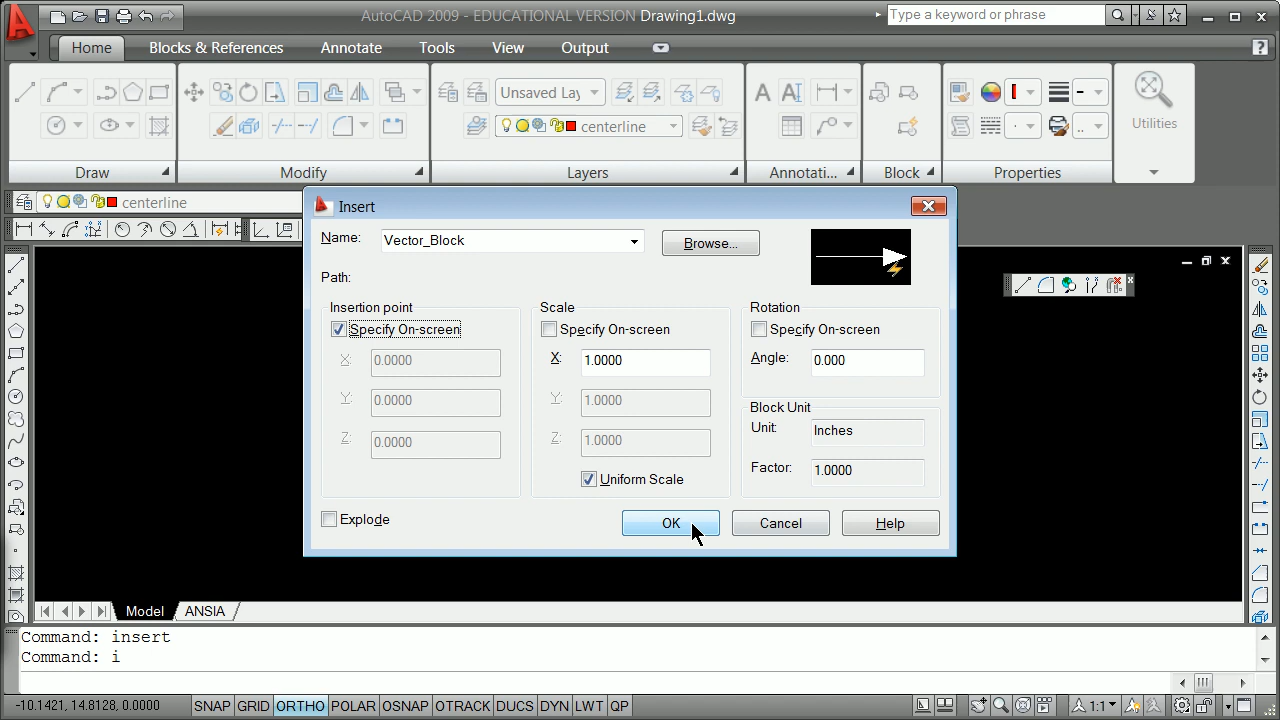 AutoCAD 2009 - EDUCATIONAL VERSION Drawing1.dwg
Type a keyword or phrase
Home Blocks & References Annotate Tools View Output
Unsaved Lay
Utilities
centerline
Draw Modify Layers Annotati... Block Properties
centerline
Insert
Name: Vector_Block Browse...
Path:
Insertion point Scale Rotation
Specify On-screen Specify On-screen Specify On-screen
X: 0.0000 X: 1.0000 Angle: 0.000
Y: 0.0000 Y: 1.0000
Block Unit
Unit: Inches
Z: 0.0000 Z: 1.0000
Factor: 1.0000
Uniform Scale
Explode OK Cancel Help
Model ANSIA
Command: insert
Command: i
-10.1421, 14.8128, 0.0000 SNAP GRID ORTHO POLAR OSNAP OTRACK DUCS DYN LWT QP 1:1